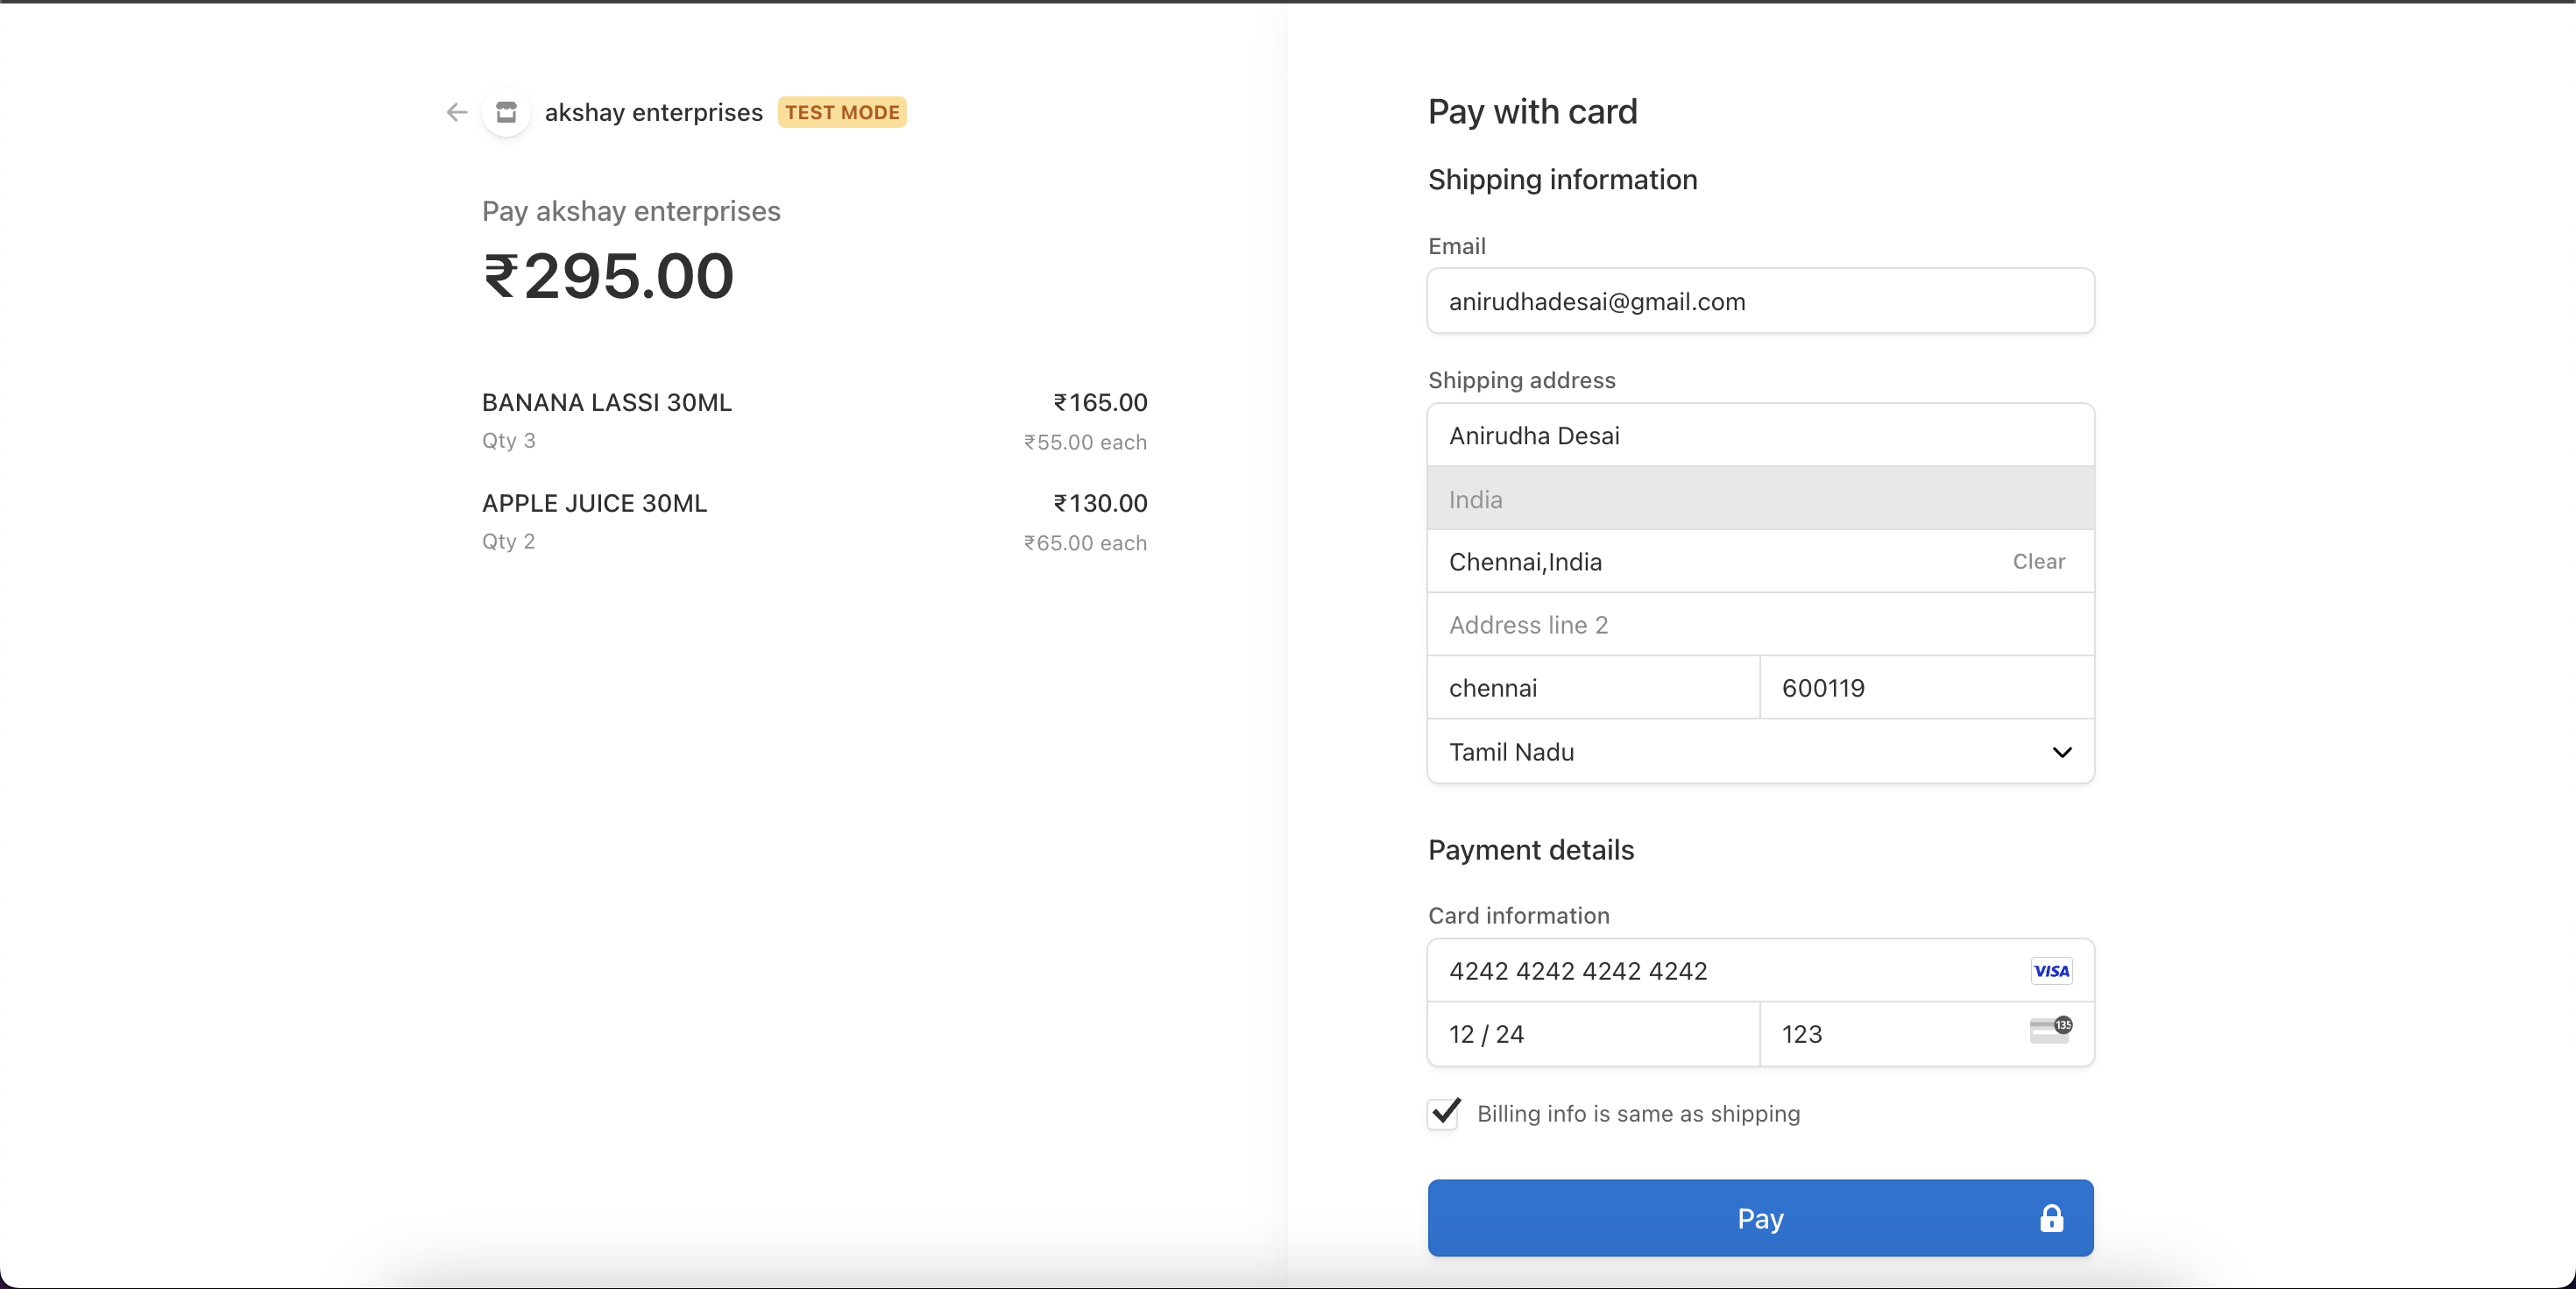 akshay enterprises TEST MODE
Pay akshay enterprises
₹295.00
BANANA LASSI 30ML ₹165.00
Qty 3 ₹55.00 each
APPLE JUICE 30ML ₹130.00
Qty 2 ₹65.00 each
Pay with card
Shipping information
Email
anirudhadesai@gmail.com
Shipping address
Anirudha Desai
India
Chennai,India Clear
Address line 2
chennai 600119
Tamil Nadu
Payment details
Card information
4242 4242 4242 4242 VISA
12 / 24 123 135
Billing info is same as shipping
Pay